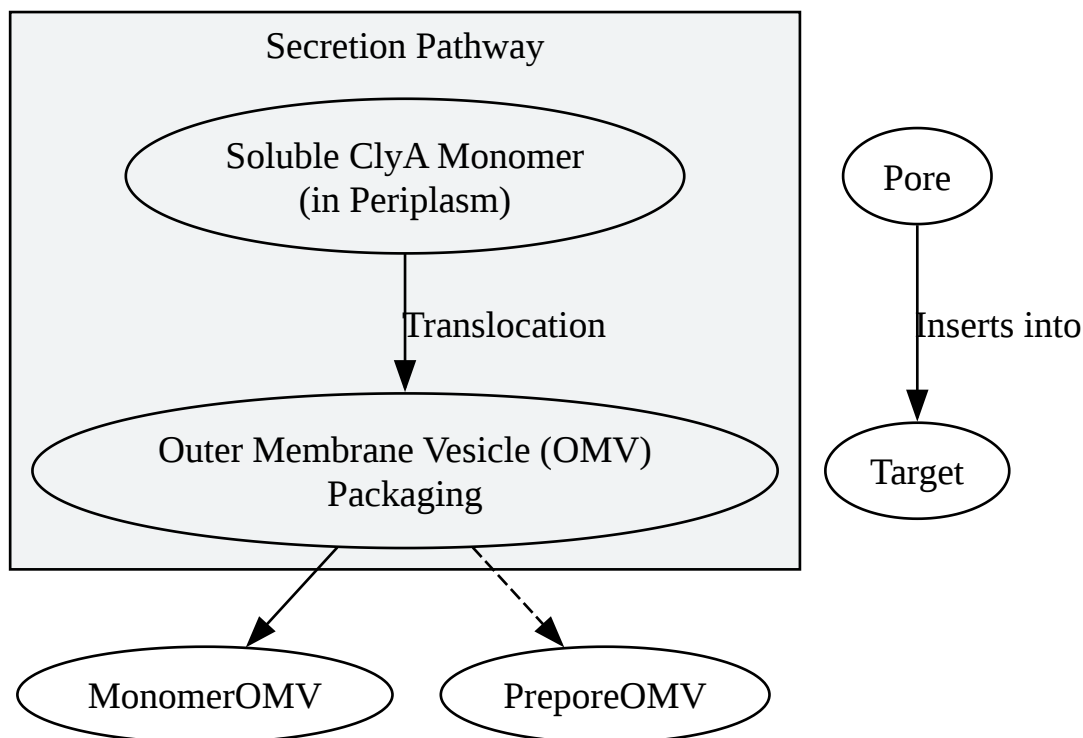 Secretion Pathway
Soluble ClyA Monomer
(in Periplasm)
Pore
Translocation
Inserts into
Outer Membrane Vesicle (OMV)
Packaging
Target
MonomerOMV
PreporeOMV